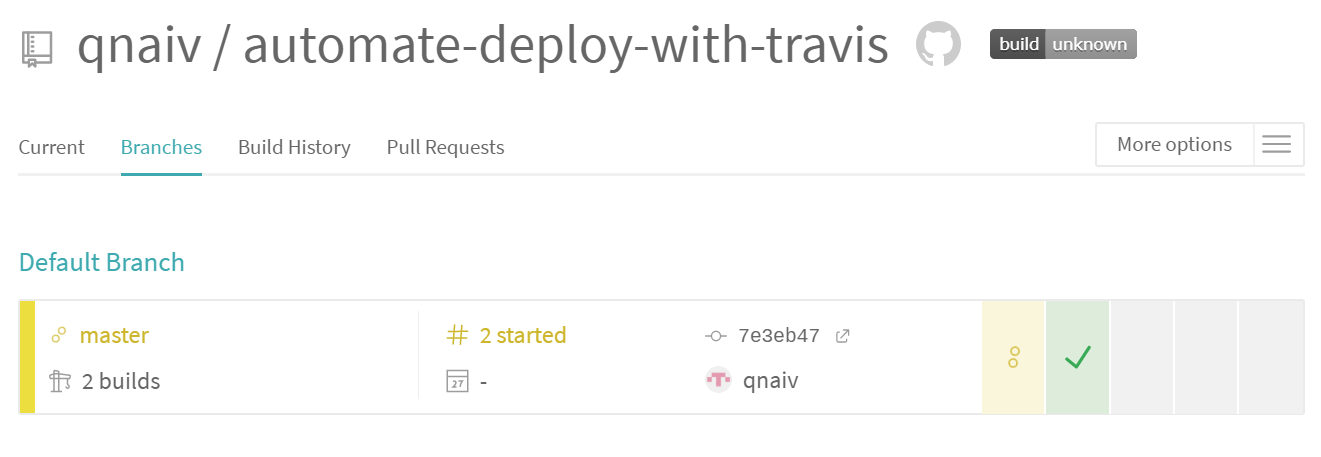 qnaiv / automate-deploy-with-travis build unknown
Current Branches Build History Pull Requests More options
Default Branch
master # 2 started 7e3eb47
2 builds 27 - qnaiv